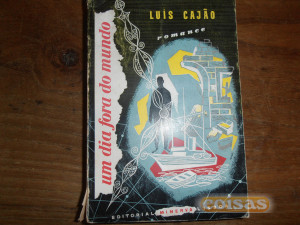 LUÍS CAJÃO
romance
um dia fora do mundo
EDITORIAL MINERVA
coisas